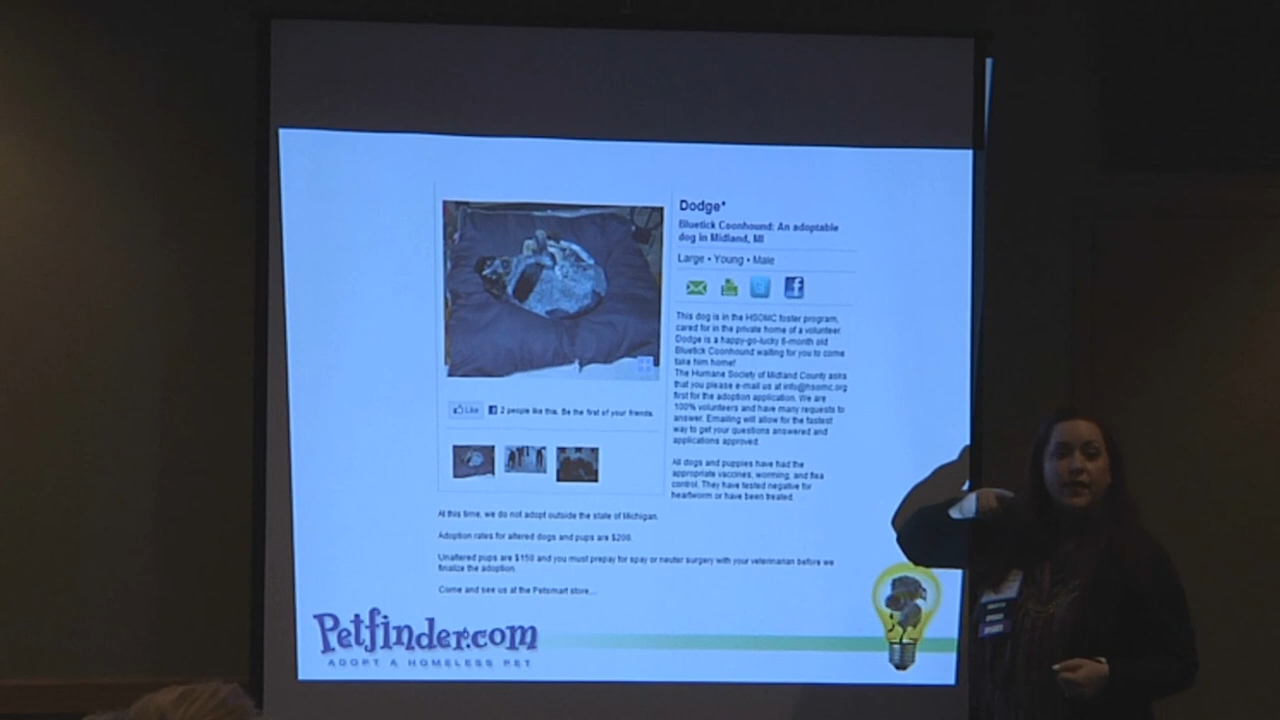 Dodge*
Bluetick Coonhound: An adoptable
dog in Midland, MI
Large • Young • Male
This dog is in the HSOMC foster program,
cared for in the private home of a volunteer.
Dodge is a happy-go-lucky 6-month old
Bluetick Coonhound waiting for you to come
take him home!
The Humane Society of Midland County asks
that you please e-mail us at info@hsomc.org
first for the adoption application. We are
100% volunteers and have many requests to
answer. Emailing will allow for the fastest
way to get your questions answered and
applications approved.
All dogs and puppies have had the
appropriate vaccines, worming, and flea
control. They have tested negative for
heartworm or have been treated.
Like
2 people like this. Be the first of your friends.
At this time, we do not adopt outside the state of Michigan.
Adoption rates for altered dogs and pups are $200.
Unaltered pups are $150 and you must prepay for spay or neuter surgery with your veterinarian before we
finalize the adoption.
Come and see us at the Petsmart store...
Petfinder.com
ADOPT A HOMELESS PET